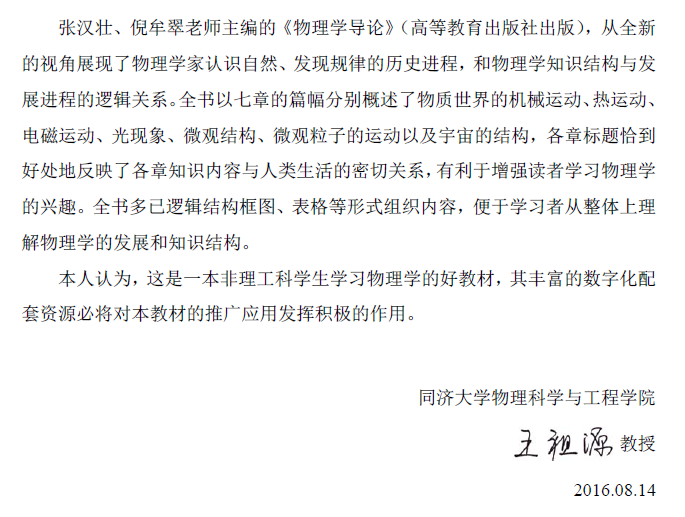 张汉壮、倪牟翠老师主编的《物理学导论》（高等教育出版社出版），从全新
的视角展现了物理学家认识自然、发现规律的历史进程，和物理学知识结构与发
展进程的逻辑关系。全书以七章的篇幅分别概述了物质世界的机械运动、热运动、
电磁运动、光现象、微观结构、微观粒子的运动以及宇宙的结构，各章标题恰到
好处地反映了各章知识内容与人类生活的密切关系，有利于增强读者学习物理学
的兴趣。全书多已逻辑结构框图、表格等形式组织内容，便于学习者从整体上理
解物理学的发展和知识结构。
本人认为，这是一本非理工科学生学习物理学的好教材，其丰富的数字化配
套资源必将对本教材的推广应用发挥积极的作用。
同济大学物理科学与工程学院
王祖源 教授
2016.08.14